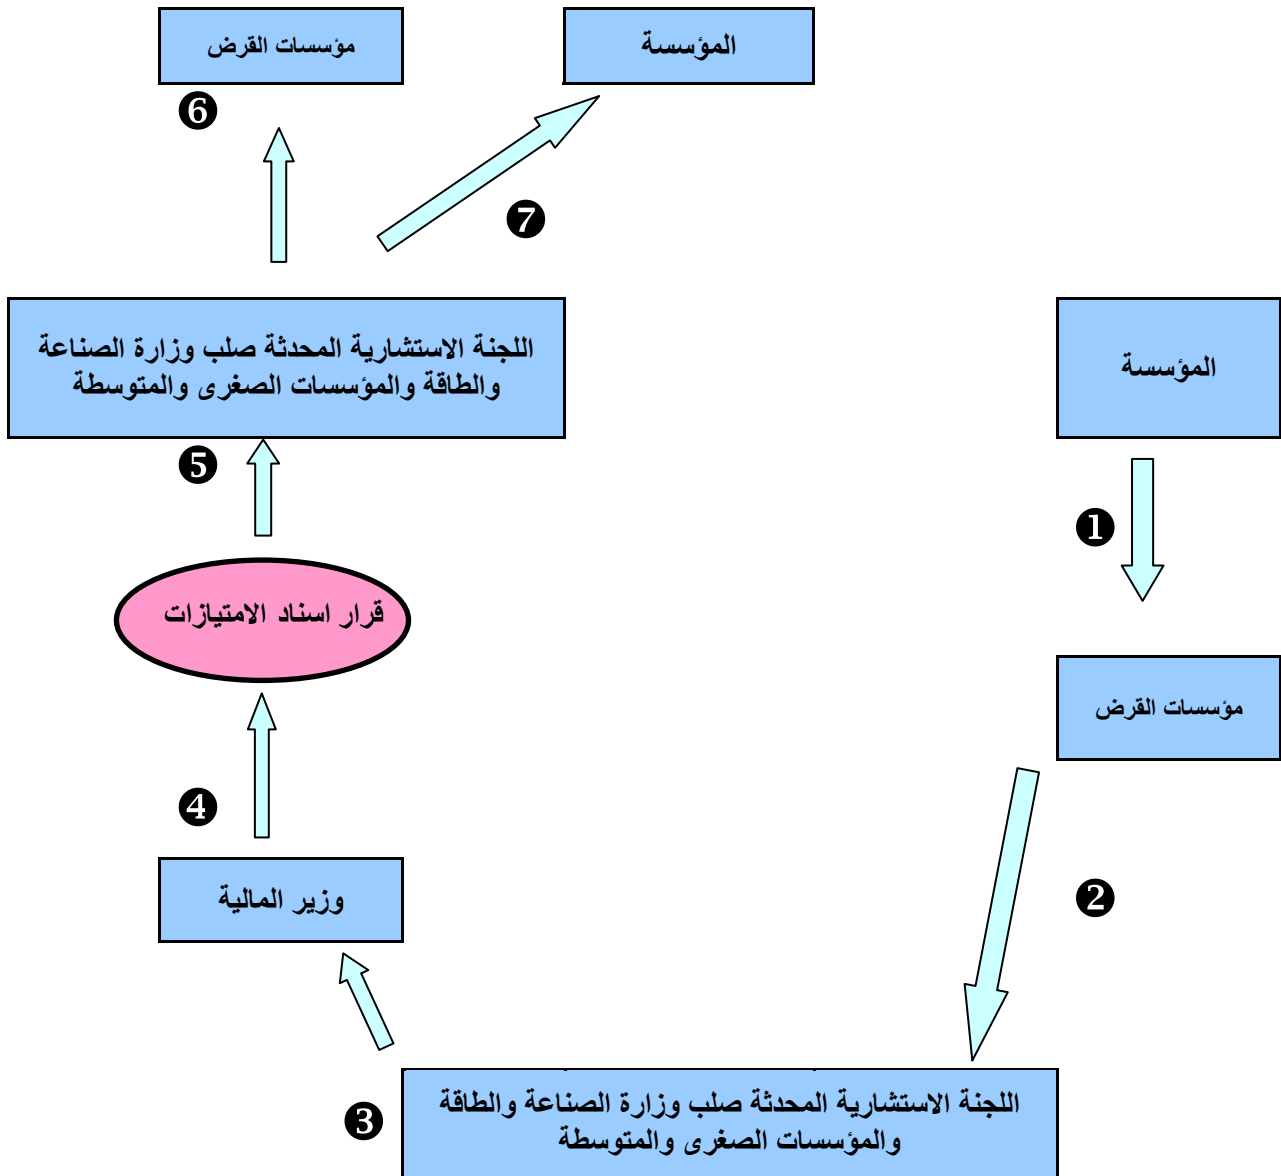 المؤسسة
مؤسسات القرض
❻
❼
المؤسسة
اللجنة الاستشارية المحدثة صلب وزارة الصناعة
والطاقة والمؤسسات الصغرى والمتوسطة
❺
❶
قرار اسناد الامتيازات
مؤسسات القرض
❹
❷
وزير المالية
❸
اللجنة الاستشارية المحدثة صلب وزارة الصناعة والطاقة
والمؤسسات الصغرى والمتوسطة